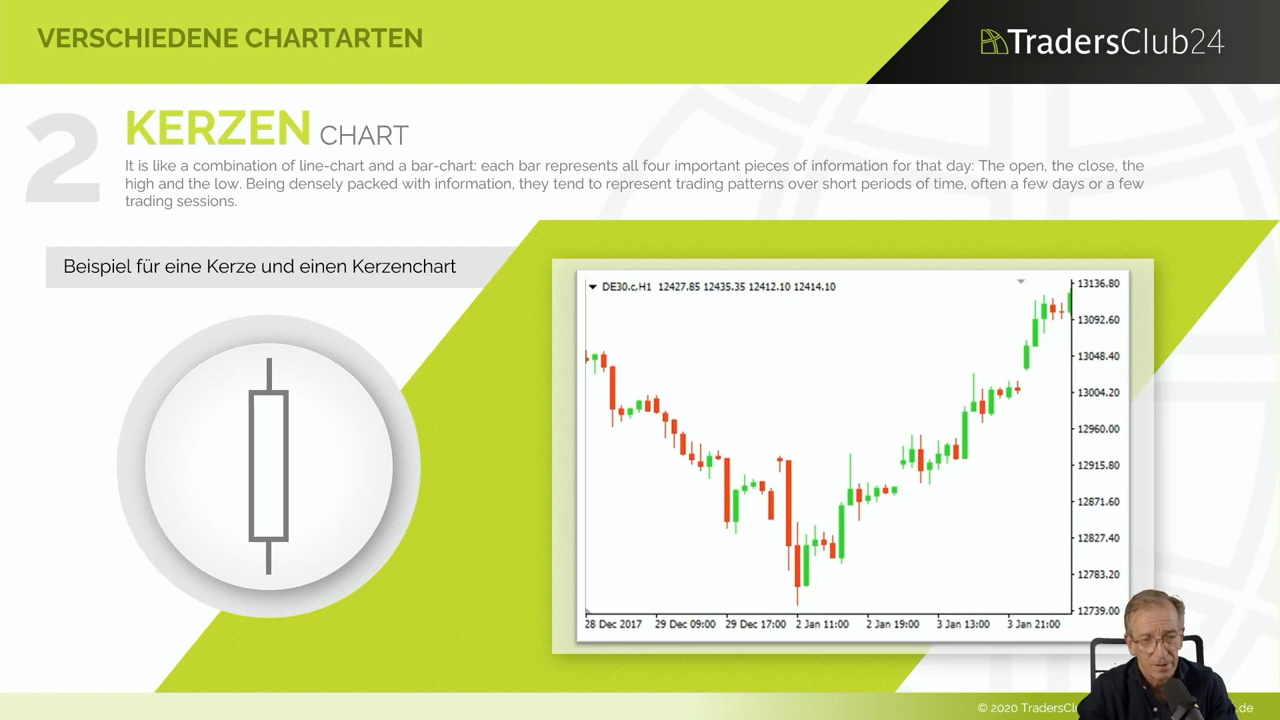 VERSCHIEDENE CHARTARTEN
TradersClub24
2
KERZEN CHART
It is like a combination of line-chart and a bar-chart: each bar represents all four important pieces of information for that day: The open, the close, the
high and the low. Being densely packed with information, they tend to represent trading patterns over short periods of time, often a few days or a few
trading sessions.
Beispiel für eine Kerze und einen Kerzenchart
DE30.c,H1 12427.85 12435.35 12412.10 12414.10
13136.80
13092.60
13048.40
13004.20
12960.00
12915.80
12871.60
12827.40
12783.20
12739.00
28 Dec 2017 29 Dec 09:00 29 Dec 17:00 2 Jan 11:00 2 Jan 19:00 3 Jan 13:00 3 Jan 21:00
© 2020 .de